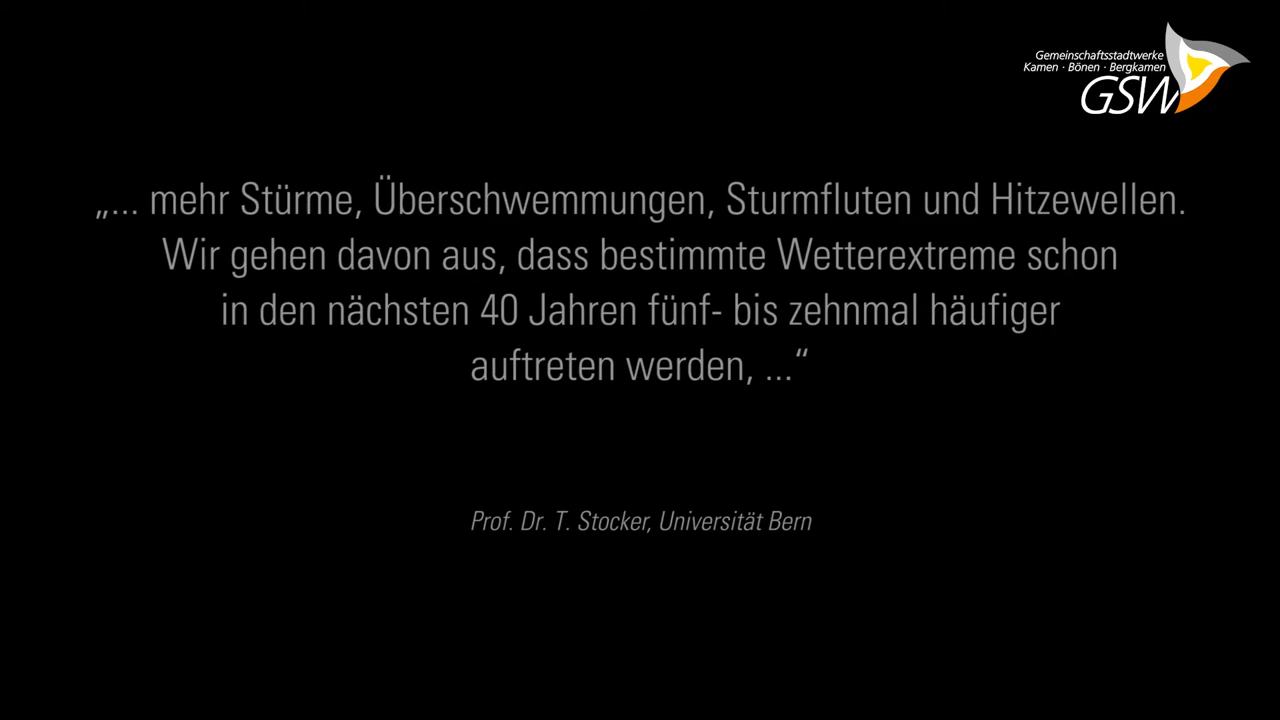 Gemeinschaftsstadtwerke
Kamen · Bönen · Bergkamen
GSW
„... mehr Stürme, Überschwemmungen, Sturmfluten und Hitzewellen.
Wir gehen davon aus, dass bestimmte Wetterextreme schon
in den nächsten 40 Jahren fünf- bis zehnmal häufiger
auftreten werden, ...“
Prof. Dr. T. Stocker, Universität Bern